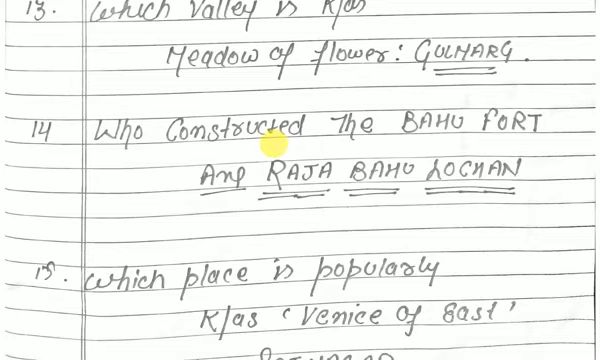 13. Which Valley is K/as
Meadow of flower: GULMARG.
14 Who Constructed The BAHU FORT
Ans RAJA BAHU LOCHAN
15. Which place is popularly
K/as 'Venice of East'